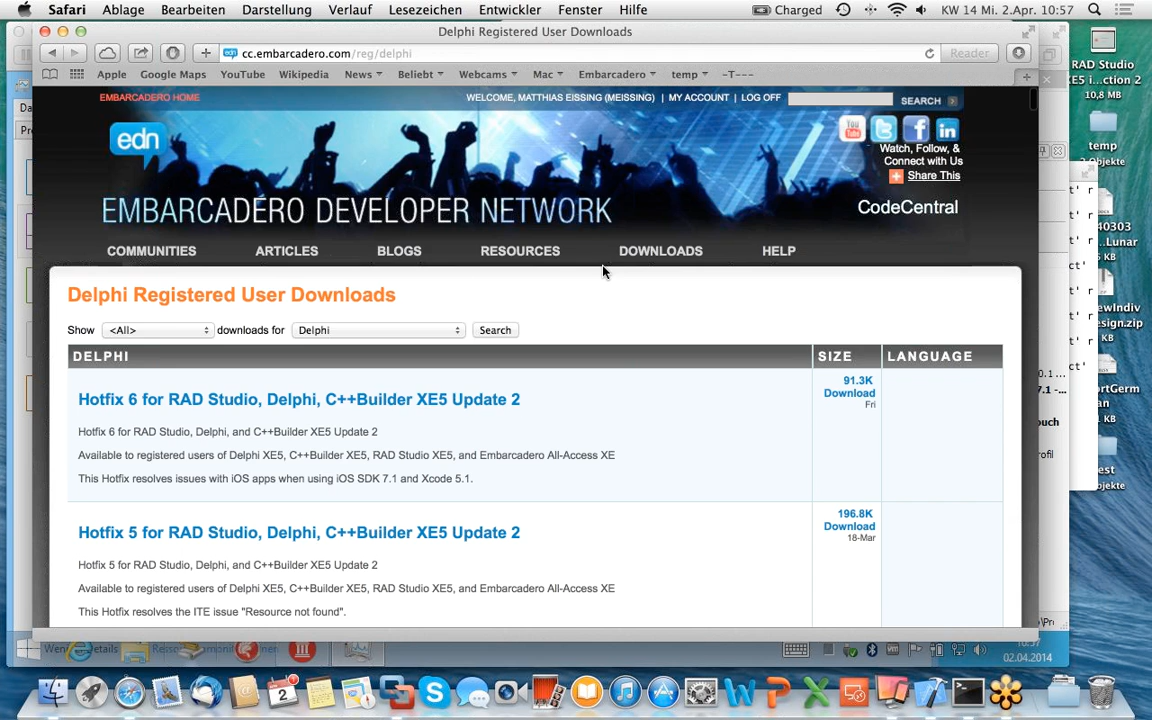 Safari Ablage Bearbeiten Darstellung Verlauf Lesezeichen Entwickler Fenster Hilfe Charged KW 14 Mi. 2.Apr. 10:57
Delphi Registered User Downloads
cc.embarcadero.com/reg/delphi Reader
Apple Google Maps YouTube Wikipedia News Beliebt Webcams Mac Embarcadero temp -T---
EMBARCADERO HOME WELCOME, MATTHIAS EISSING (MEISSING) | MY ACCOUNT | LOG OFF SEARCH
edn
You Tube
Watch, Follow, &
Connect with Us
Share This
EMBARCADERO DEVELOPER NETWORK
CodeCentral
COMMUNITIES ARTICLES BLOGS RESOURCES DOWNLOADS HELP
Delphi Registered User Downloads
Show <All> downloads for Delphi Search
DELPHI SIZE LANGUAGE
Hotfix 6 for RAD Studio, Delphi, C++Builder XE5 Update 2
91.3K
Download
Fri
Hotfix 6 for RAD Studio, Delphi, and C++Builder XE5 Update 2
Available to registered users of Delphi XE5, C++Builder XE5, RAD Studio XE5, and Embarcadero All-Access XE
This Hotfix resolves issues with iOS apps when using iOS SDK 7.1 and Xcode 5.1.
Hotfix 5 for RAD Studio, Delphi, C++Builder XE5 Update 2
196.8K
Download
18-Mar
Hotfix 5 for RAD Studio, Delphi, and C++Builder XE5 Update 2
Available to registered users of Delphi XE5, C++Builder XE5, RAD Studio XE5, and Embarcadero All-Access XE
This Hotfix resolves the ITE issue "Resource not found".
RAD Studio
XE5 i...ction 2
10,8 MB
temp
02.04.2014